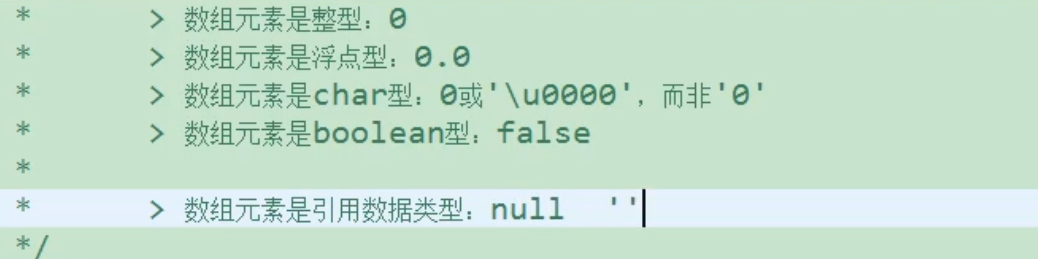 * > 数组元素是整型：0
* > 数组元素是浮点型：0.0
* > 数组元素是char型：0或'\u0000'，而非'0'
* > 数组元素是boolean型：false
*
* > 数组元素是引用数据类型：null ''
*/